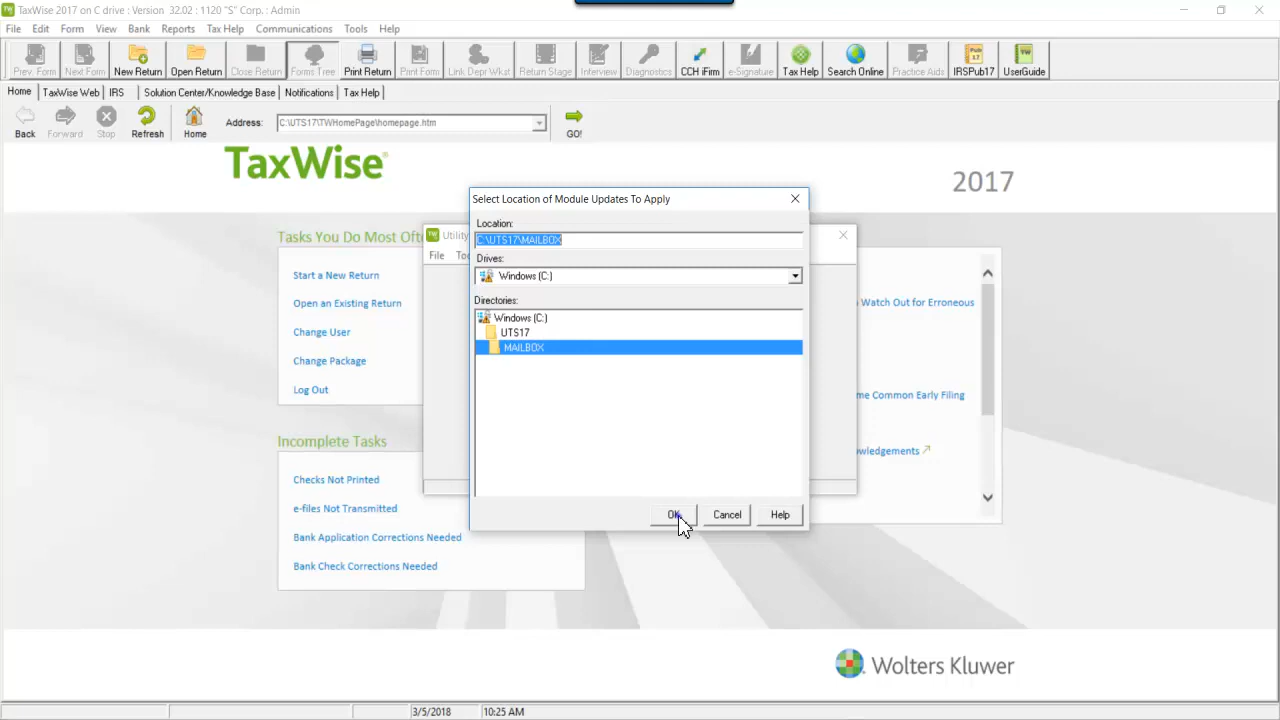 TaxWise 2017 on C drive : Version 32.02 : 1120 "S" Corp. : Admin
File Edit Form View Bank Reports Tax Help Communications Tools Help
Prev. Form Next Form New Return Open Return Close Return Forms Tree Print Return Print Form Link Depr Wkst Return Stage Interview Diagnostics CCH iFirm e-Signature Tax Help Search Online Practice Aids IRSPub17 UserGuide
Home TaxWise Web IRS Solution Center/Knowledge Base Notifications Tax Help
Back Forward Stop Refresh Home Address: C:\UTS17\TWHomePage\homepage.htm GO!
TaxWise®
2017
Tasks You Do Most Ofte
Start a New Return
Open an Existing Return
Change User
Change Package
Log Out
Incomplete Tasks
Checks Not Printed
e-files Not Transmitted
Bank Application Corrections Needed
Bank Check Corrections Needed
Utility
File Too
Select Location of Module Updates To Apply
Location:
C:\UTS17\MAILBOX
Drives:
Windows (C:)
Directories:
Windows (C:)
UTS17
MAILBOX
OK Cancel Help
Watch Out for Erroneous
me Common Early Filing
wledgements
Wolters Kluwer
3/5/2018 10:25 AM